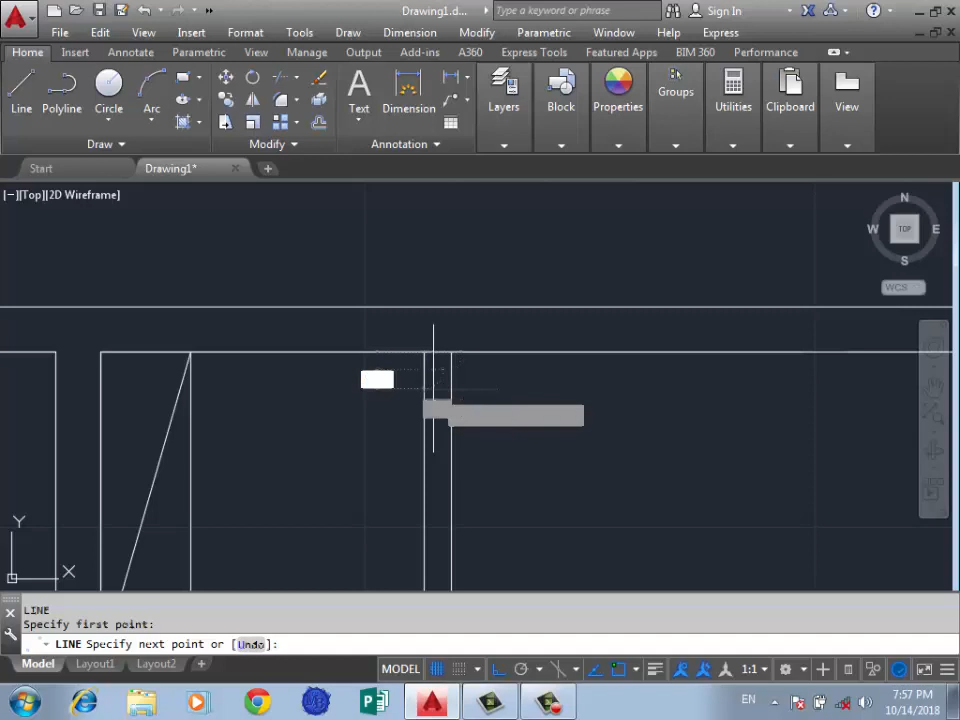 Drawing1.d...
Type a keyword or phrase
Sign In
File Edit View Insert Format Tools Draw Dimension Modify Parametric Window Help Express
Home Insert Annotate Parametric View Manage Output Add-ins A360 Express Tools Featured Apps BIM 360 Performance
Line Polyline Circle Arc Text Dimension Layers Block Properties Groups Utilities Clipboard View
Draw Modify Annotation
Start Drawing1*
[−][Top][2D Wireframe]
N
W TOP E
S
WCS
Y
X
LINE
Specify first point:
LINE Specify next point or [Undo]:
Model Layout1 Layout2
MODEL 1:1
EN
7:57 PM
10/14/2018